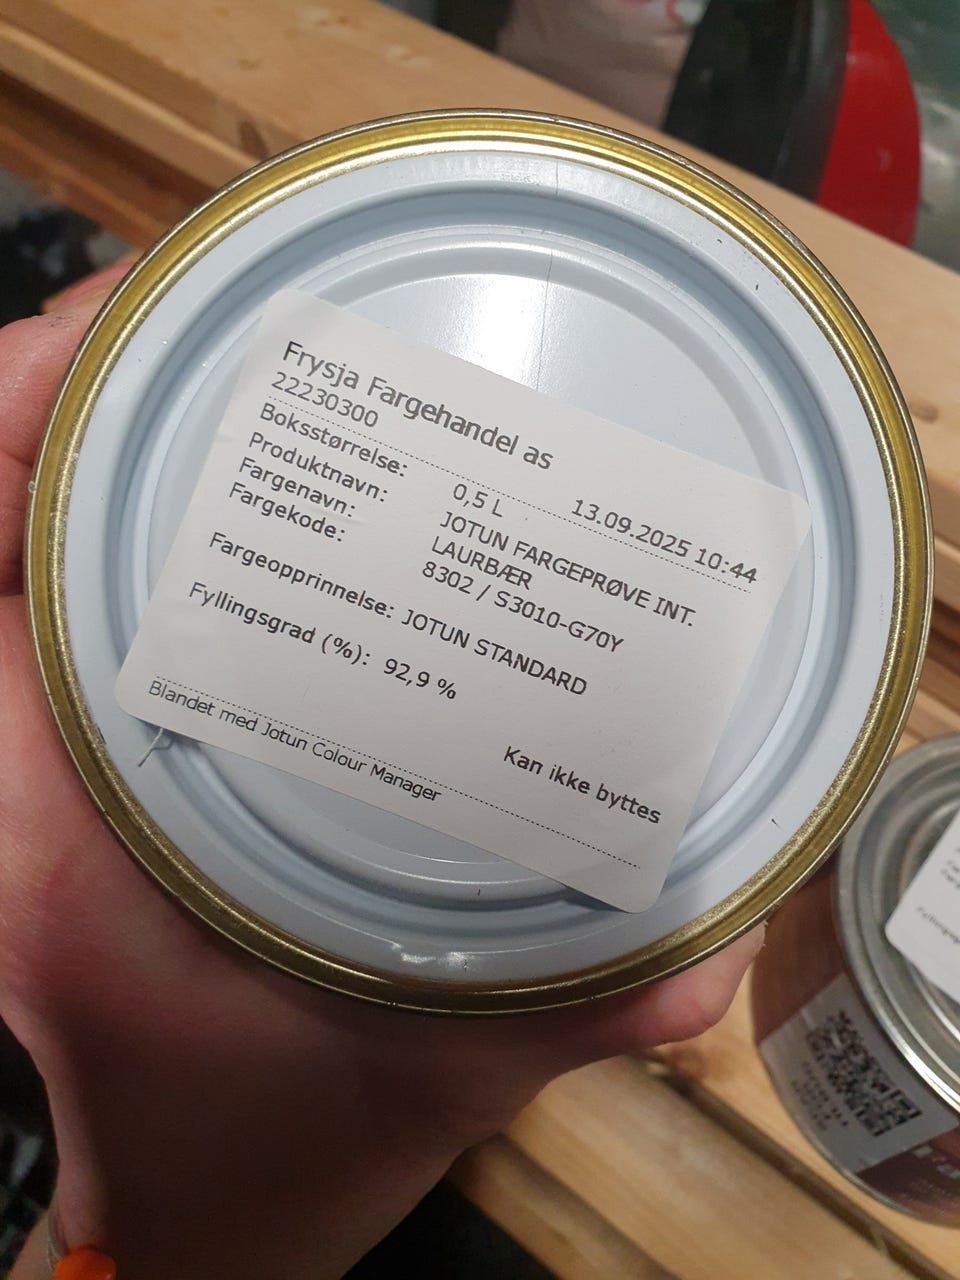 Frysja Fargehandel as
22230300
13.09.2025 10:44
Boksstørrelse: 0,5 L
Produktnavn: JOTUN FARGEPRØVE INT.
Fargenavn: LAURBÆR
Fargekode: 8302 / S3010-G70Y
Fargeopprinnelse: JOTUN STANDARD
Fyllingsgrad (%): 92,9 %
Kan ikke byttes
Blandet med Jotun Colour Manager